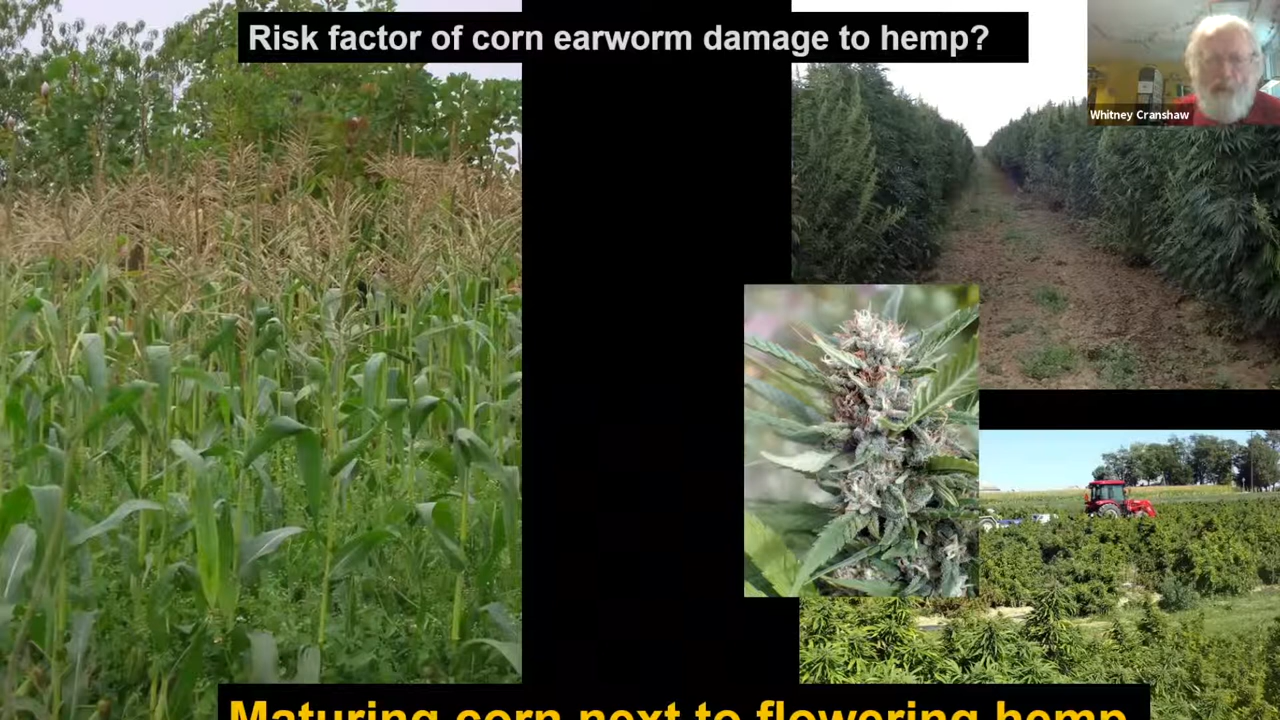 Risk factor of corn earworm damage to hemp?
Whitney Cranshaw
Maturing corn next to flowering hemp